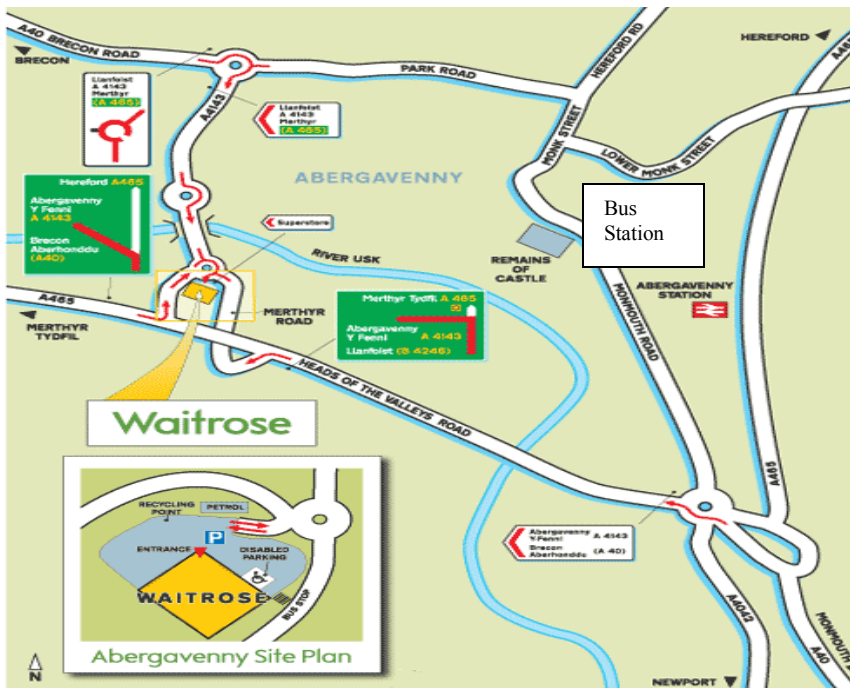 A40 BRECON ROAD
BRECON
PARK ROAD
HEREFORD RD
HEREFORD
A465
Llanfoist
A 4143
Merthyr
(A 465)
A4143
Llanfoist
A 4143
Merthyr
(A 465)
MONK STREET
LOWER MONK STREET
ABERGAVENNY
Hereford A465
Abergavenny
Y Fenni
A 4143
Brecon
Aberhonddu
(A40)
Superstore
Bus
Station
RIVER USK
REMAINS
OF
CASTLE
ABERGAVENNY
STATION
MONMOUTH ROAD
A465
MERTHYR
TYDFIL
MERTHYR
ROAD
Merthyr Tydfil A 465
Abergavenny
Y Fenni A 4143
Llanfoist (B 4246)
HEADS OF THE VALLEYS ROAD
Waitrose
A465
RECYCLING
POINT
PETROL
P
ENTRANCE
DISABLED
PARKING
WAITROSE
BUS STOP
Abergavenny Site Plan
Abergavenny A 4143
Y Fenni
Brecon (A 40)
Aberhonddu
A4042
A40
NEWPORT
N